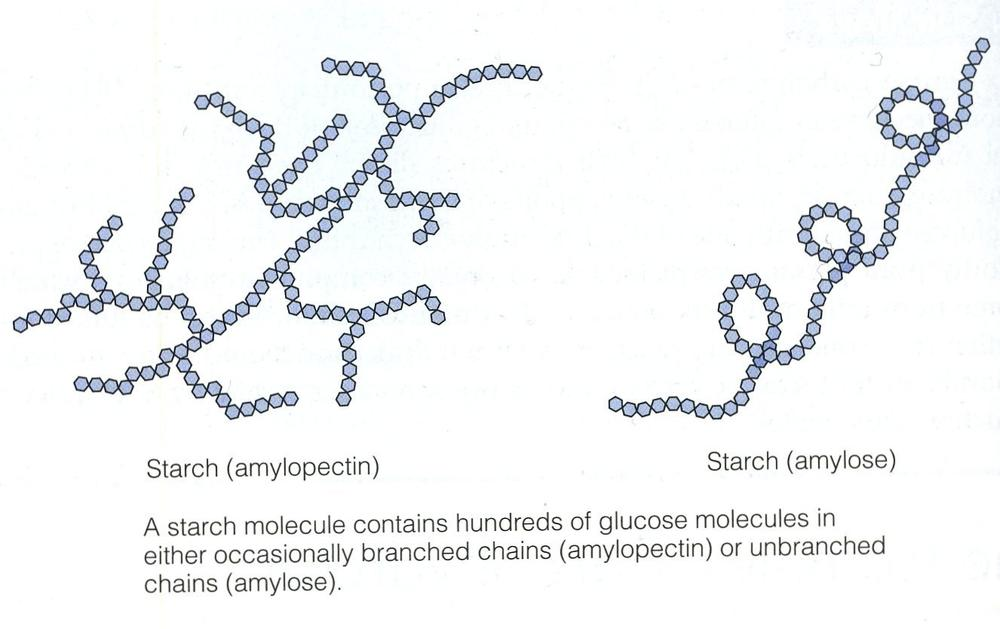 Starch (amylopectin)
Starch (amylose)
A starch molecule contains hundreds of glucose molecules in
either occasionally branched chains (amylopectin) or unbranched
chains (amylose).